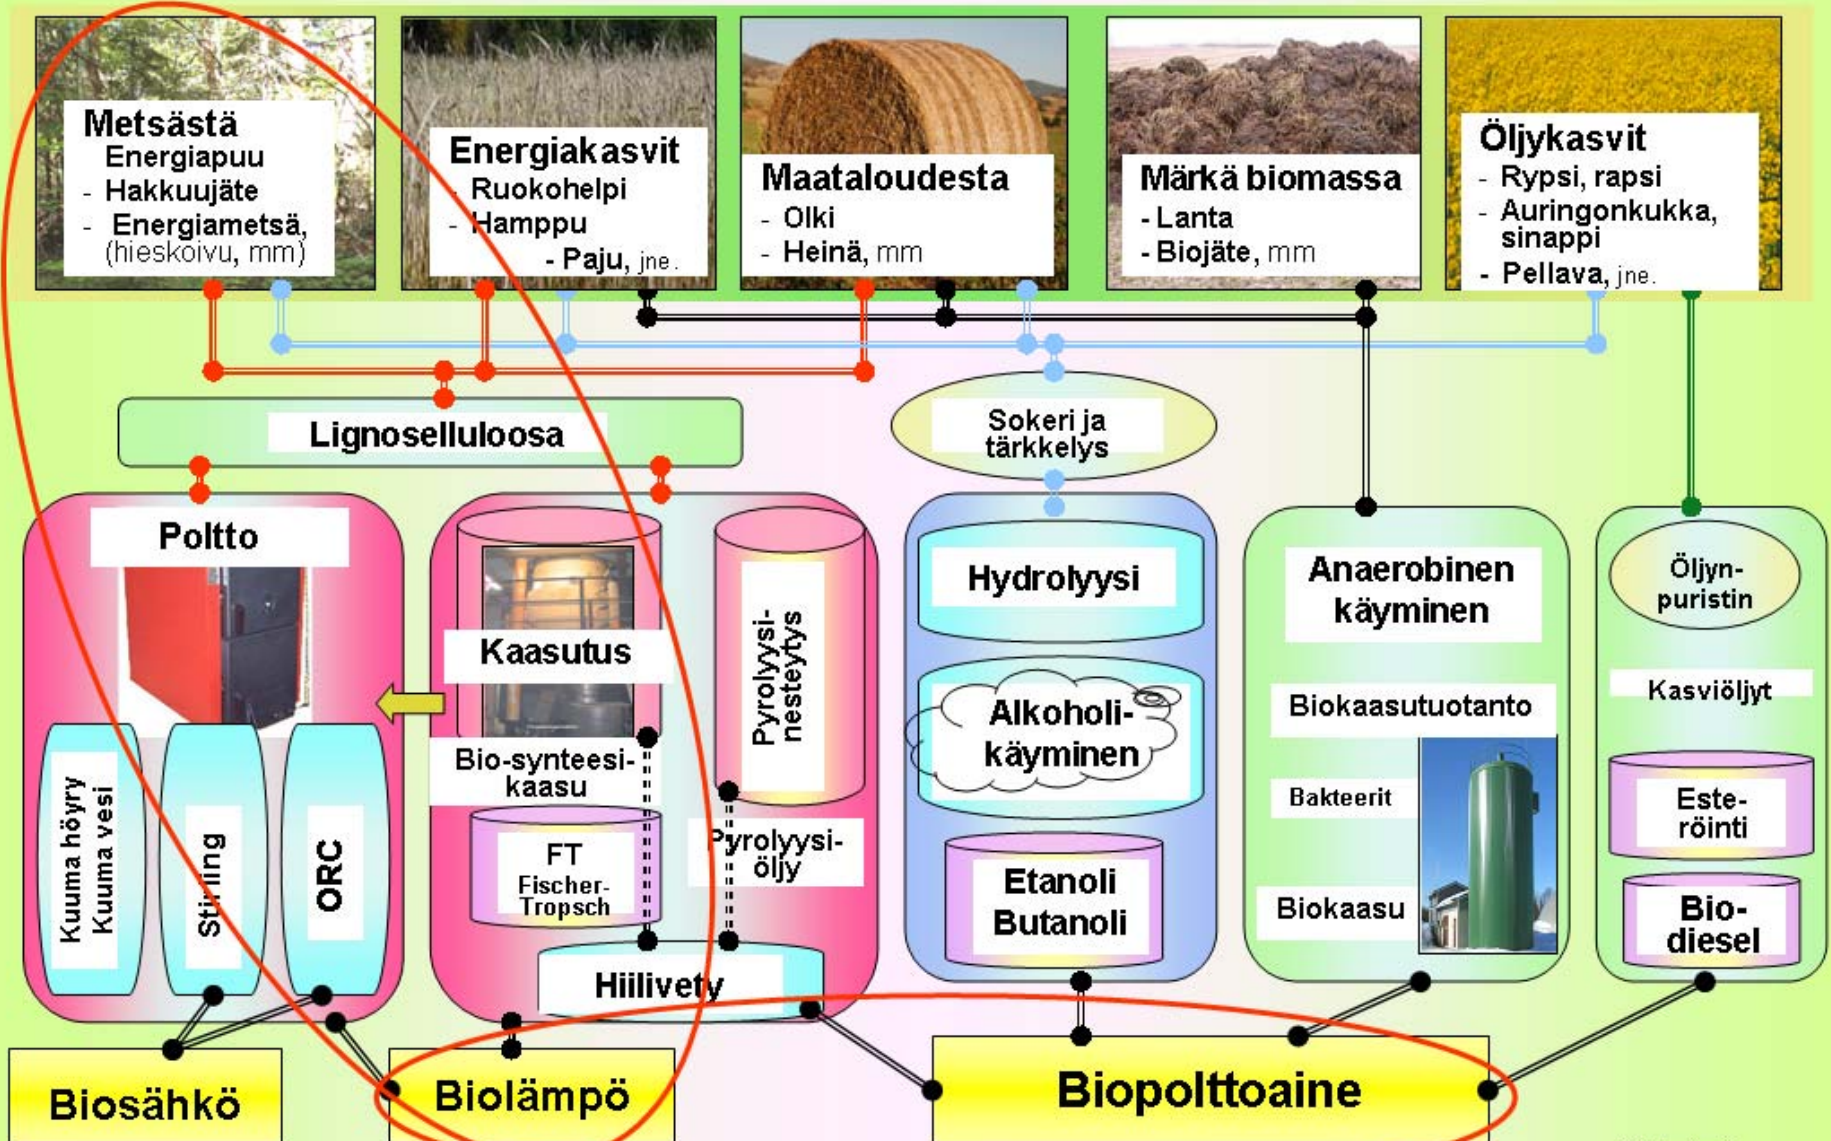 Metsästä
Energiapuu
- Hakkuujäte
- Energiametsä,
(hieskoivu, mm)
Energiakasvit
- Ruokohelpi
- Hamppu
- Paju, jne.
Maataloudesta
- Olki
- Heinä, mm
Märkä biomassa
- Lanta
- Biojäte, mm
Öljykasvit
- Rypsi, rapsi
- Auringonkukka,
sinappi
- Pellava, jne.
Lignoselluloosa
Sokeri ja
tärkkelys
Poltto
Kuuma höyry
Kuuma vesi
Stirling
ORC
Kaasutus
Bio-synteesi-
kaasu
FT
Fischer-
Tropsch
Pyrolyysi-
nesteytys
Pyrolyysi-
öljy
Hiilivety
Hydrolyysi
Alkoholi-
käyminen
Etanoli
Butanoli
Anaerobinen
käyminen
Biokaasutuotanto
Bakteerit
Biokaasu
Öljyn-
puristin
Kasviöljyt
Este-
röinti
Bio-
diesel
Biosähkö
Biolämpö
Biopolttoaine